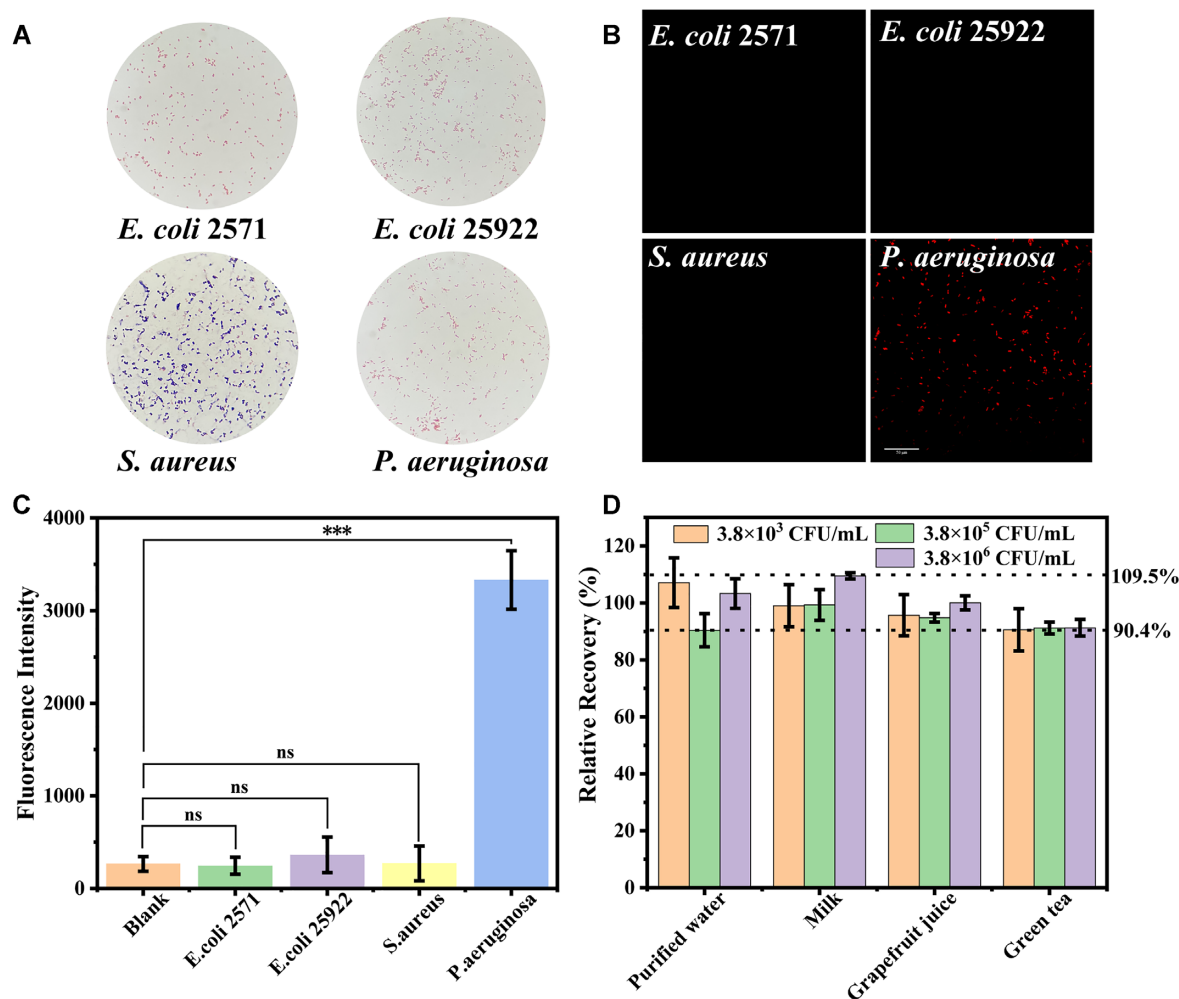 A
E. coli 2571
E. coli 25922
S. aureus
P. aeruginosa
B
E. coli 2571
E. coli 25922
S. aureus
P. aeruginosa
C
Fluorescence Intensity
4000
3000
2000
1000
0
***
ns
ns
ns
Blank
E.coli 2571
E.coli 25922
S.aureus
P.aeruginosa
D
Relative Recovery (%)
120
100
80
60
40
20
0
3.8×10³ CFU/mL
3.8×10⁵ CFU/mL
3.8×10⁶ CFU/mL
109.5%
90.4%
Purified water
Milk
Grapefruit juice
Green tea